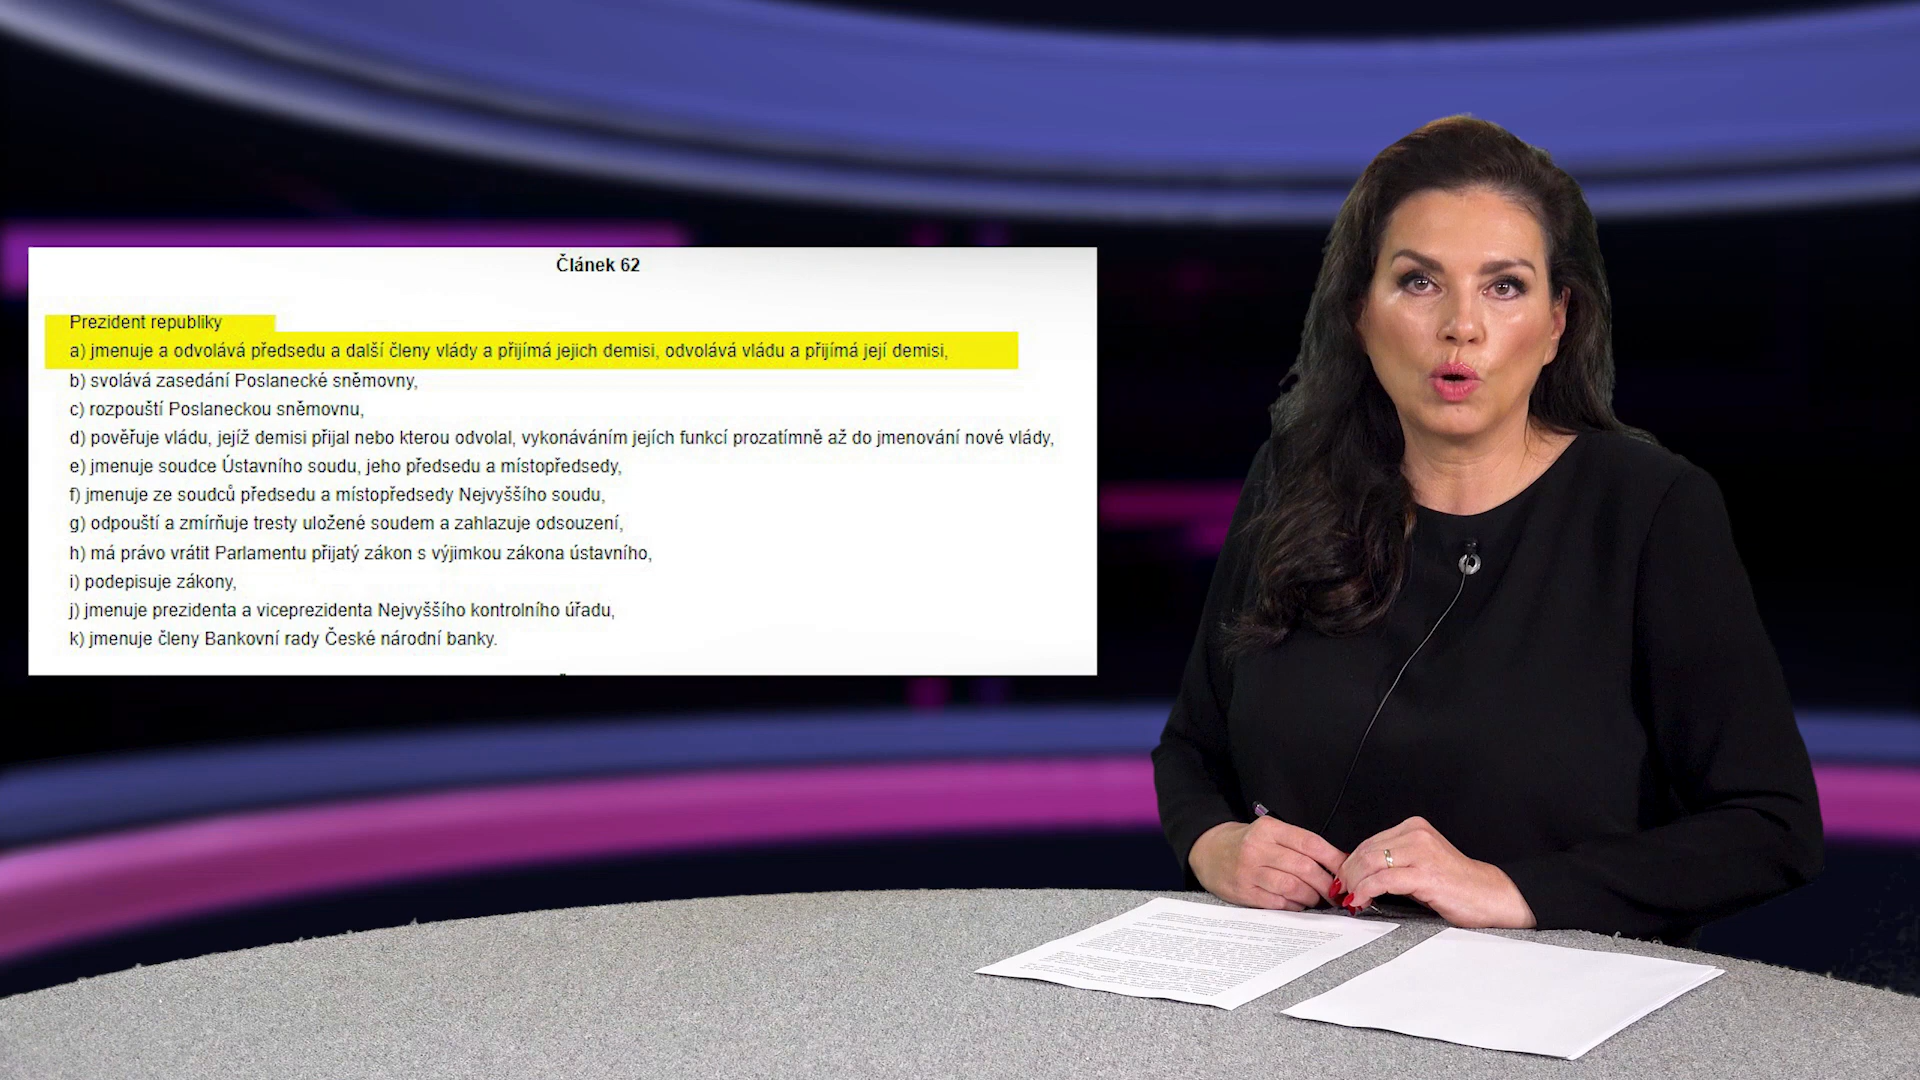 Článek 62
Prezident republiky
a) jmenuje a odvolává předsedu a další členy vlády a přijímá jejich demisi, odvolává vládu a přijímá její demisi,
b) svolává zasedání Poslanecké sněmovny,
c) rozpouští Poslaneckou sněmovnu,
d) pověřuje vládu, jejíž demisi přijal nebo kterou odvolal, vykonáváním jejích funkcí prozatímně až do jmenování nové vlády,
e) jmenuje soudce Ústavního soudu, jeho předsedu a místopředsedy,
f) jmenuje ze soudců předsedu a místopředsedy Nejvyššího soudu,
g) odpouští a zmírňuje tresty uložené soudem a zahlazuje odsouzení,
h) má právo vrátit Parlamentu přijatý zákon s výjimkou zákona ústavního,
i) podepisuje zákony,
j) jmenuje prezidenta a viceprezidenta Nejvyššího kontrolního úřadu,
k) jmenuje členy Bankovní rady České národní banky.